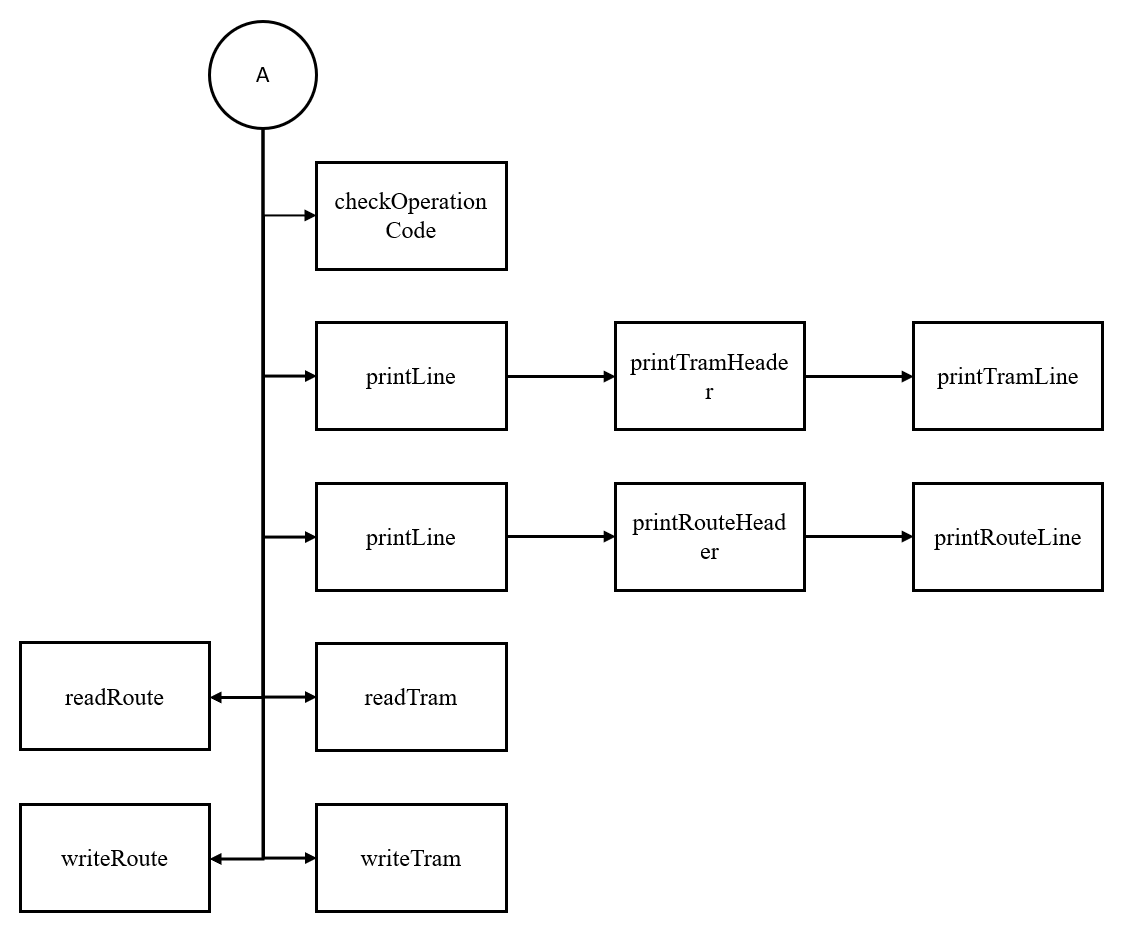 A
checkOperation
Code
printLine
printTramHeade
r
printTramLine
printLine
printRouteHead
er
printRouteLine
readRoute
readTram
writeRoute
writeTram